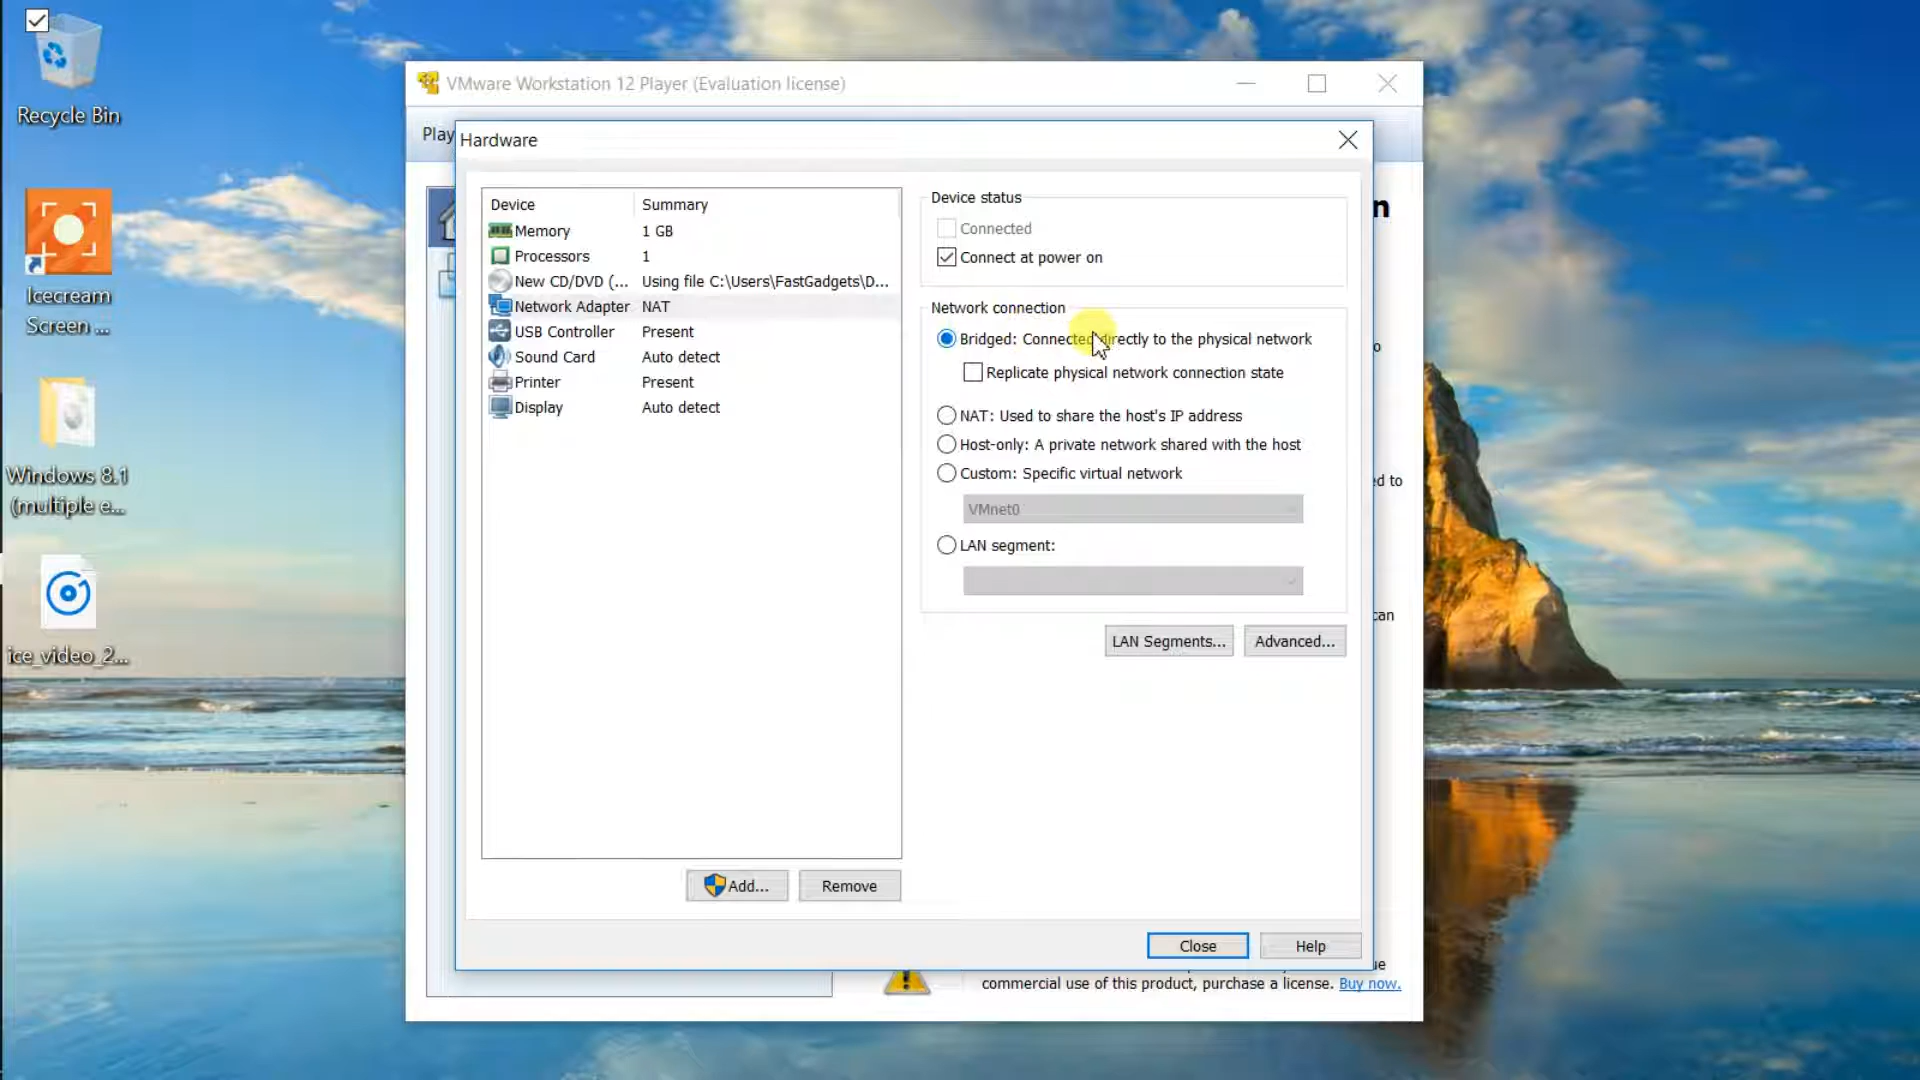 Recycle Bin
Icecream
Screen ...
Windows 8.1
(multiple e...
ice_video_2...
VMware Workstation 12 Player (Evaluation license)
Play
Hardware
Device Summary
Memory 1 GB
Processors 1
New CD/DVD (... Using file C:\Users\FastGadgets\D...
Network Adapter NAT
USB Controller Present
Sound Card Auto detect
Printer Present
Display Auto detect
Add...
Remove
Device status
Connected
Connect at power on
Network connection
Bridged: Connected directly to the physical network
Replicate physical network connection state
NAT: Used to share the host's IP address
Host-only: A private network shared with the host
Custom: Specific virtual network
VMnet0
LAN segment:
LAN Segments...
Advanced...
Close
Help
n
o
ed to
can
ue
commercial use of this product, purchase a license. Buy now.